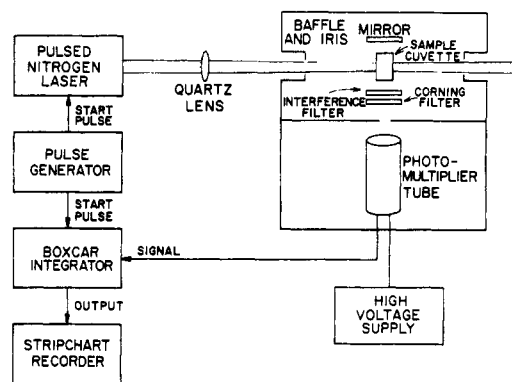 PULSED
NITROGEN
LASER
QUARTZ
LENS
BAFFLE
AND IRIS
MIRROR
SAMPLE
CUVETTE
INTERFERENCE
FILTER
CORNING
FILTER
START
PULSE
PULSE
GENERATOR
START
PULSE
PHOTO-
MULTIPLIER
TUBE
BOXCAR
INTEGRATOR
SIGNAL
OUTPUT
HIGH
VOLTAGE
SUPPLY
STRIPCHART
RECORDER